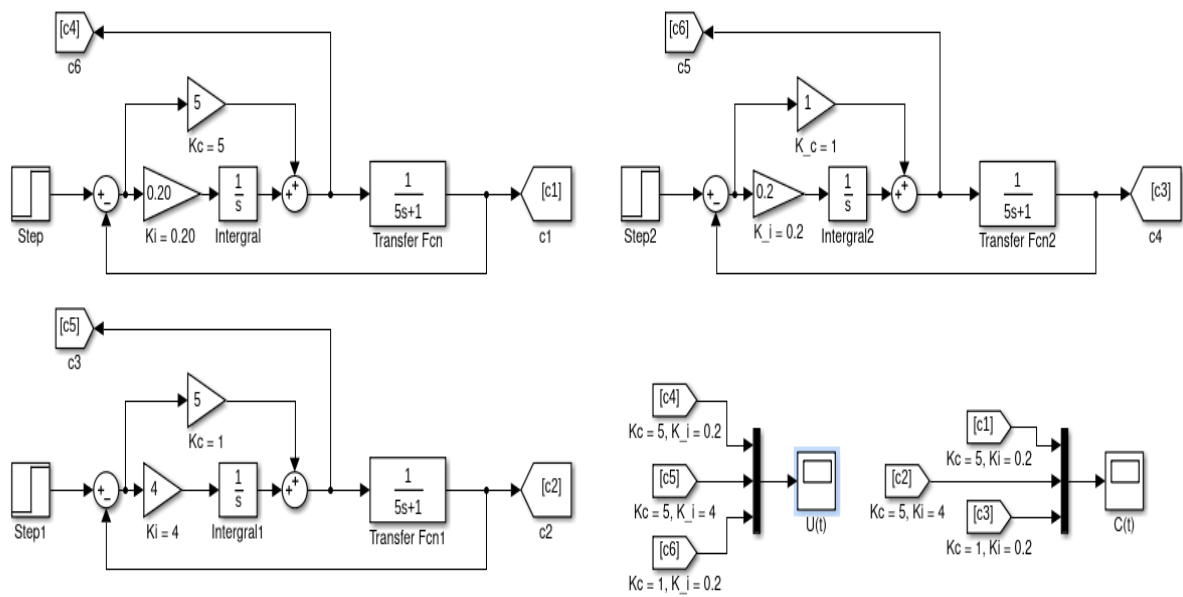 [c4]
c6
5
Kc = 5
+
−
0.20
Ki = 0.20
1
s
Intergral
+
+
1
5s+1
Transfer Fcn
[c1]
c1
Step
[c6]
c5
1
K_c = 1
+
−
0.2
K_i = 0.2
1
s
Intergral2
+
+
1
5s+1
Transfer Fcn2
[c3]
c4
Step2
[c5]
c3
5
Kc = 1
+
−
4
Ki = 4
1
s
Intergral1
+
+
1
5s+1
Transfer Fcn1
[c2]
c2
Step1
[c4]
Kc = 5, K_i = 0.2
[c5]
Kc = 5, K_i = 4
[c6]
Kc = 1, K_i = 0.2
U(t)
[c1]
Kc = 5, Ki = 0.2
[c2]
Kc = 5, Ki = 4
[c3]
Kc = 1, Ki = 0.2
C(t)